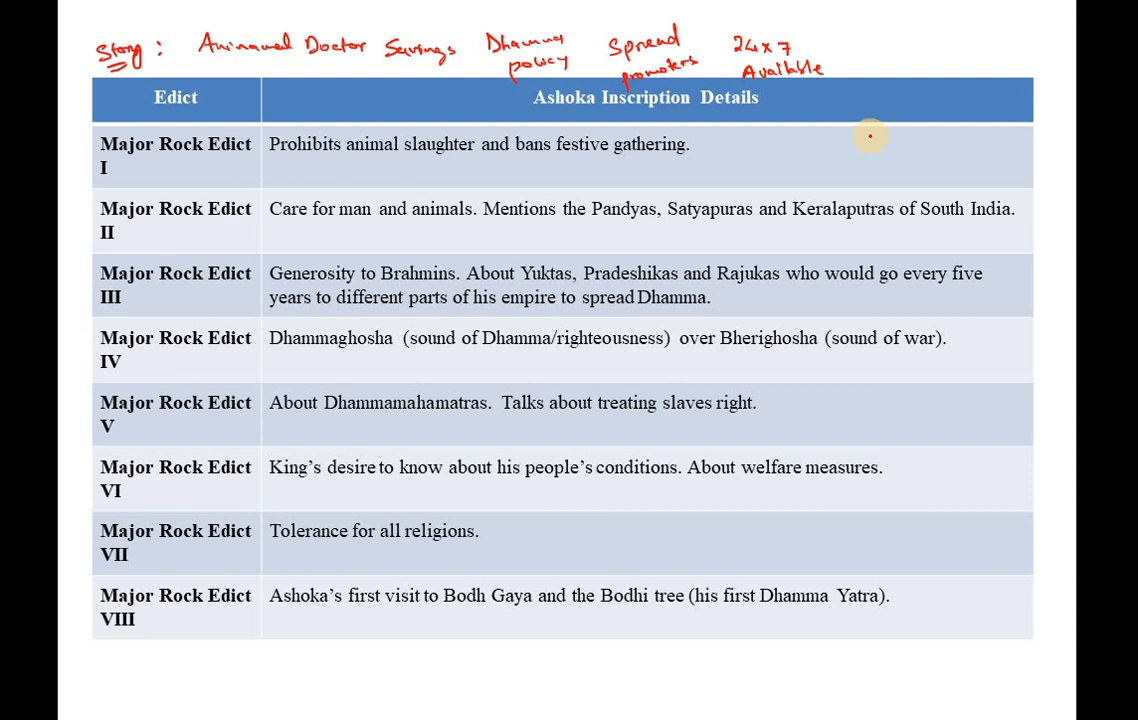 Story : Aninamal Doctor Savings Dhamma Spread 24x7
policy promoters Available
Edict Ashoka Inscription Details
Major Rock Edict Prohibits animal slaughter and bans festive gathering.
I
Major Rock Edict Care for man and animals. Mentions the Pandyas, Satyapuras and Keralaputras of South India.
II
Major Rock Edict Generosity to Brahmins. About Yuktas, Pradeshikas and Rajukas who would go every five
III years to different parts of his empire to spread Dhamma.
Major Rock Edict Dhammaghosha (sound of Dhamma/righteousness) over Bherighosha (sound of war).
IV
Major Rock Edict About Dhammamahamatras. Talks about treating slaves right.
V
Major Rock Edict King's desire to know about his people's conditions. About welfare measures.
VI
Major Rock Edict Tolerance for all religions.
VII
Major Rock Edict Ashoka's first visit to Bodh Gaya and the Bodhi tree (his first Dhamma Yatra).
VIII